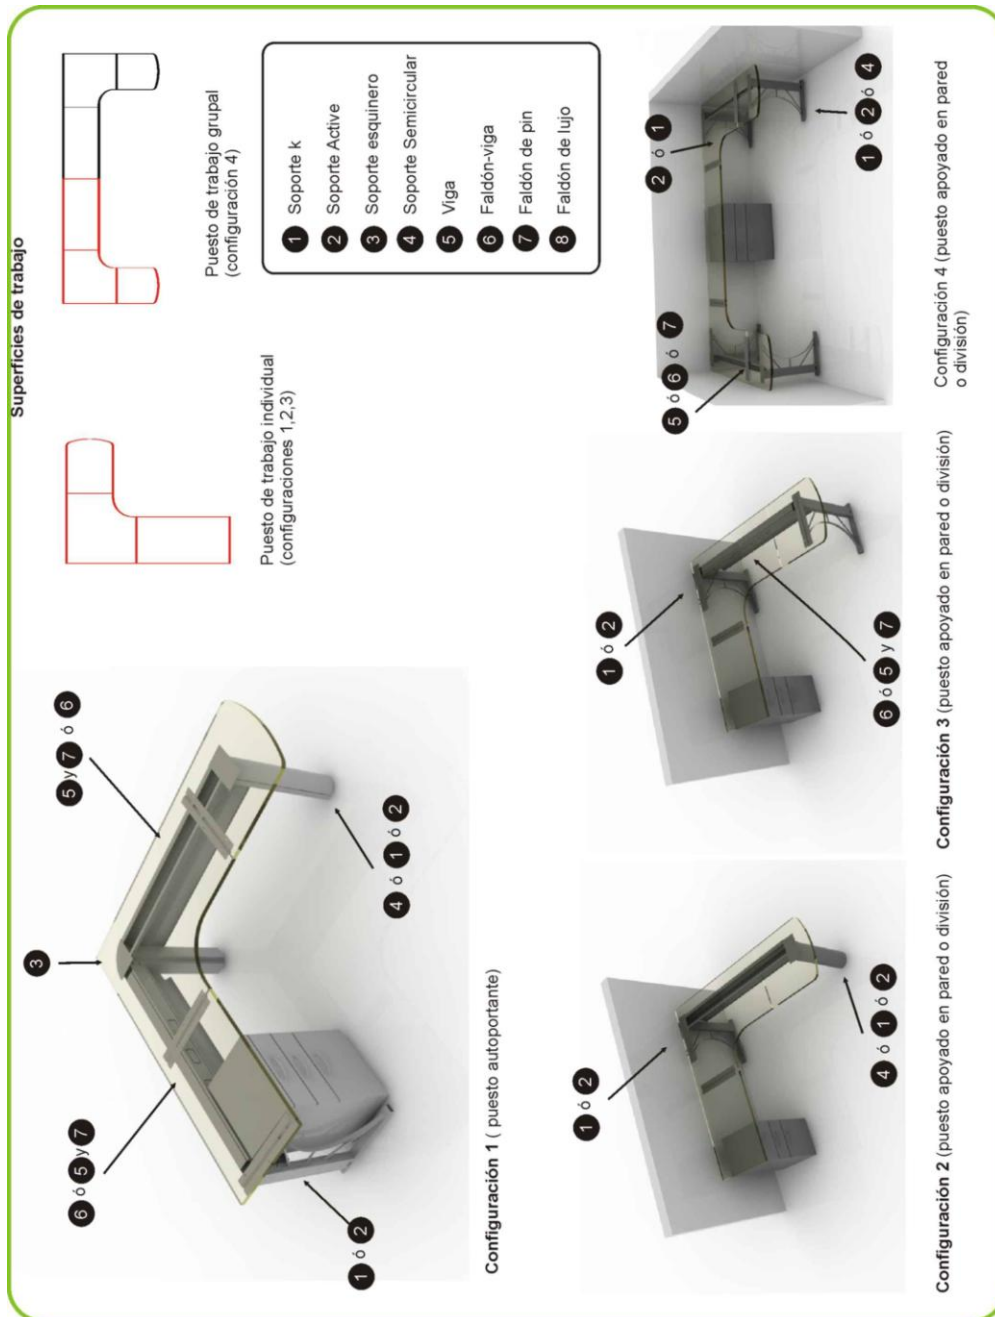 Superficies de trabajo
Puesto de trabajo individual
(configuraciones 1,2,3)
Puesto de trabajo grupal
(configuración 4)
1 Soporte k
2 Soporte Active
3 Soporte esquinero
4 Soporte Semicircular
5 Viga
6 Faldón-viga
7 Faldón de pin
8 Faldón de lujo
3
6 ó 5 y 7
5 y 7 ó 6
1 ó 2
4 ó 1 ó 2
Configuración 1 ( puesto autoportante)
1 ó 2
4 ó 1 ó 2
Configuración 2 (puesto apoyado en pared o división)
1 ó 2
6 ó 5 y 7
Configuración 3 (puesto apoyado en pared o división)
5 ó 6 ó 7
2 ó 1
1 ó 2 ó 4
Configuración 4 (puesto apoyado en pared
o división)